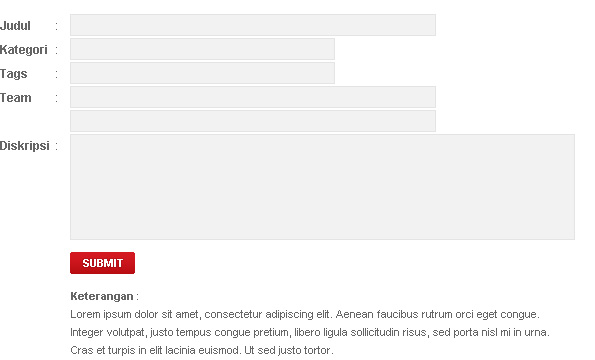 Judul :
Kategori :
Tags :
Team :
Diskripsi :
SUBMIT
Keterangan :
Lorem ipsum dolor sit amet, consectetur adipiscing elit. Aenean faucibus rutrum orci eget congue.
Integer volutpat, justo tempus congue pretium, libero ligula sollicitudin risus, sed porta nisl mi in urna.
Cras et turpis in elit lacinia euismod. Ut sed justo tortor.